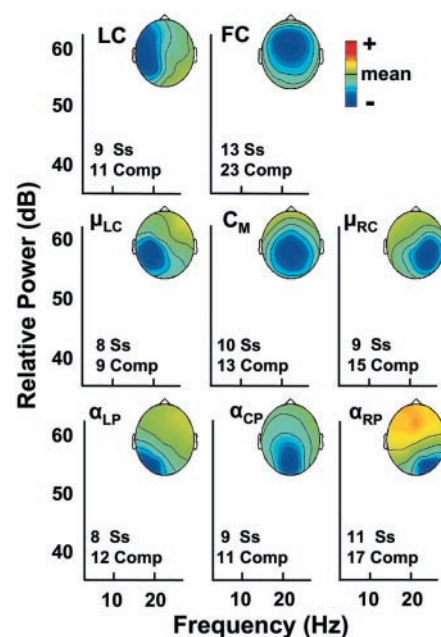 LC FC
+
mean
-
60
50
40
9 Ss
11 Comp
13 Ss
23 Comp
Relative Power (dB)
μLC CM μRC
60
50
40
8 Ss
9 Comp
10 Ss
13 Comp
9 Ss
15 Comp
αLP αCP αRP
60
50
40
8 Ss
12 Comp
9 Ss
11 Comp
11 Ss
17 Comp
10 20 10 20 10 20
Frequency (Hz)